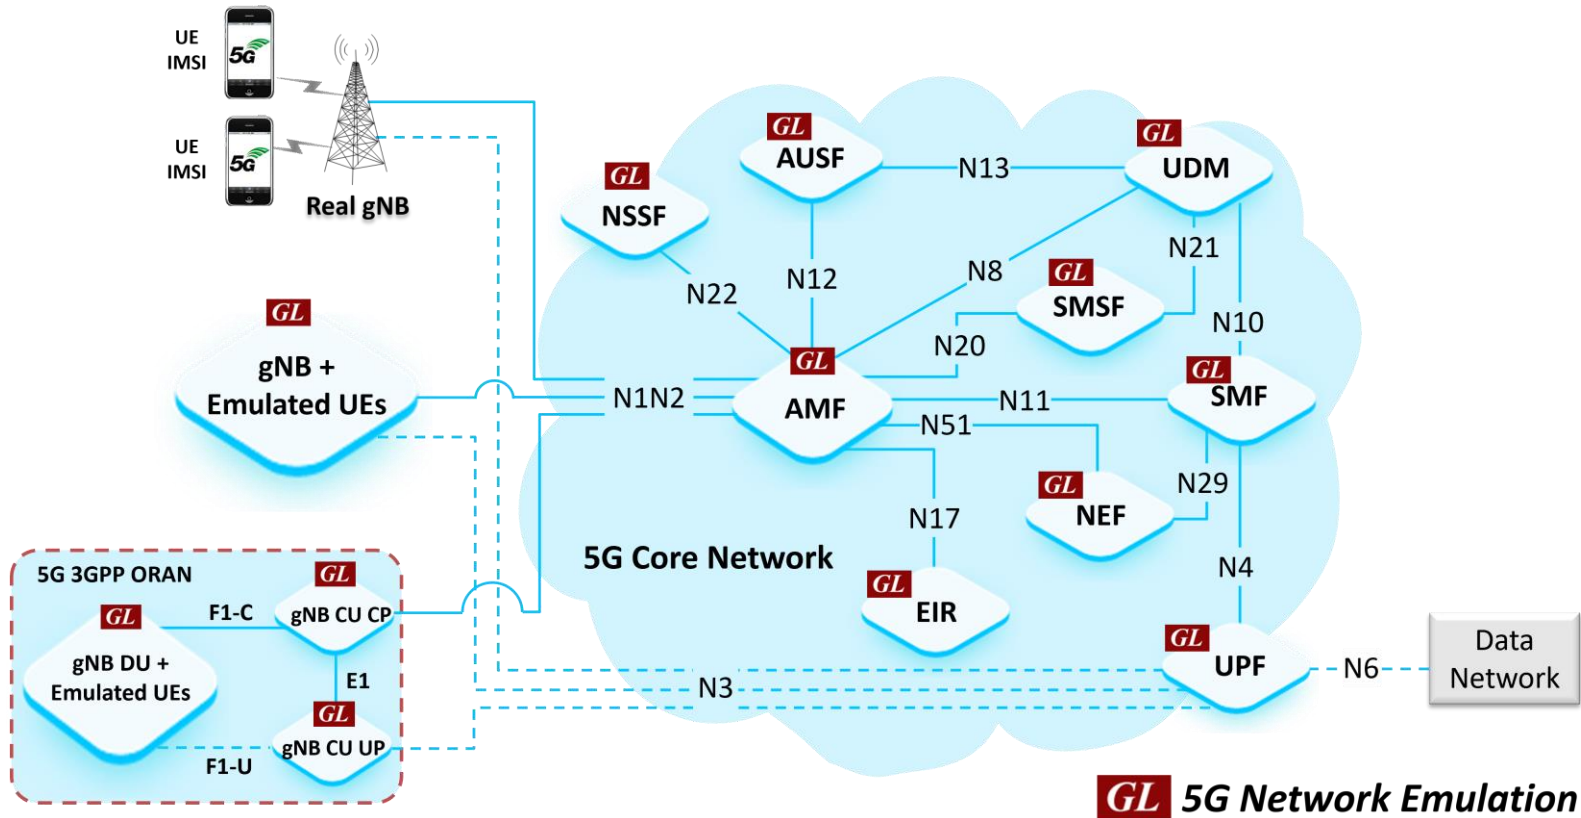 UE
IMSI
5G
UE
IMSI
5G
Real gNB
GL
AUSF
GL
UDM
GL
NSSF
N13
N22
N12
N8
N21
GL
SMSF
N20
N10
GL
gNB +
Emulated UEs
N1N2
GL
AMF
N11
GL
SMF
N51
N29
GL
NEF
N17
5G Core Network
N4
GL
EIR
5G 3GPP ORAN
GL
gNB CU CP
F1-C
GL
gNB DU +
Emulated UEs
E1
GL
gNB CU UP
F1-U
N3
GL
UPF
N6
Data
Network
GL 5G Network Emulation